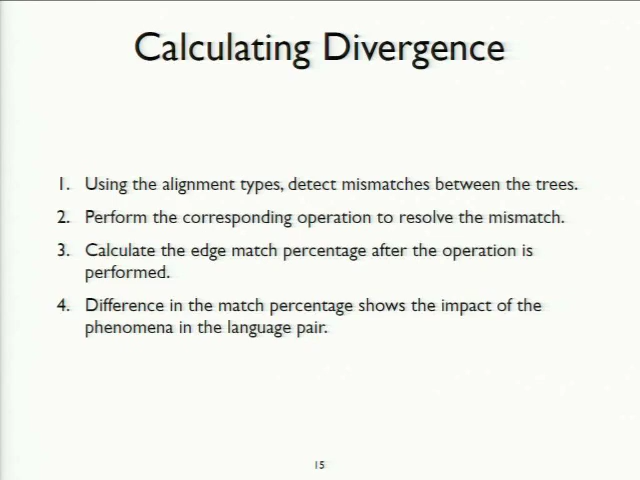 Calculating Divergence
1. Using the alignment types, detect mismatches between the trees.
2. Perform the corresponding operation to resolve the mismatch.
3. Calculate the edge match percentage after the operation is
performed.
4. Difference in the match percentage shows the impact of the
phenomena in the language pair.
15